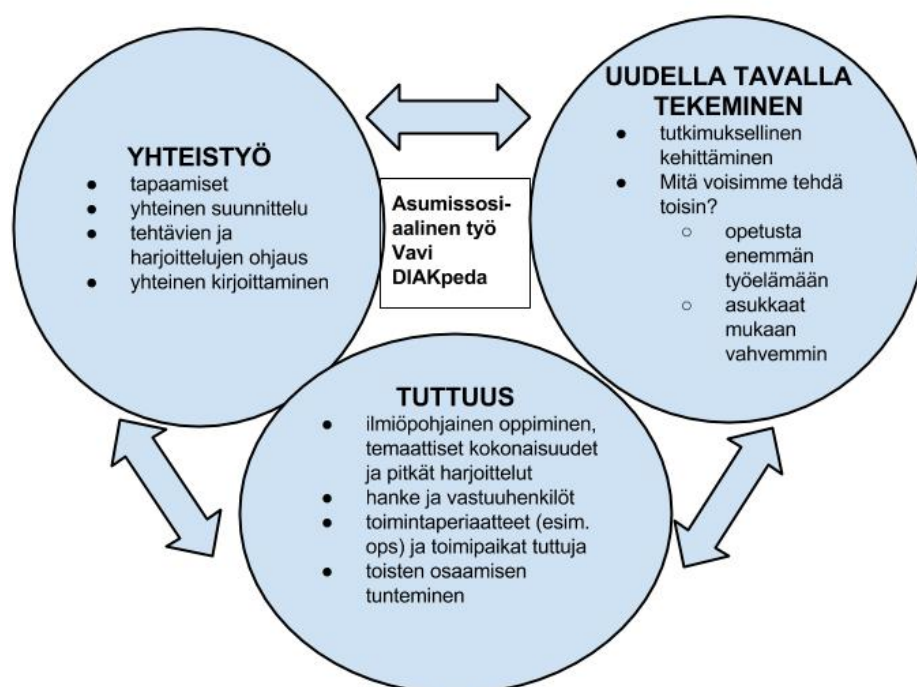 YHTEISTYÖ
● tapaamiset
● yhteinen suunnittelu
● tehtävien ja
harjoittelujen ohjaus
● yhteinen kirjoittaminen
Asumissosi-
aalinen työ
Vavi
DIAKpeda
UUDELLA TAVALLA
TEKEMINEN
● tutkimuksellinen
kehittäminen
● Mitä voisimme tehdä
toisin?
○ opetusta
enemmän
työelämään
○ asukkaat
mukaan
vahvemmin
TUTTUUS
● ilmiöpohjainen oppiminen,
temaattiset kokonaisuudet
ja pitkät harjoittelut
● hanke ja vastuuhenkilöt
● toimintaperiaatteet (esim.
ops) ja toimipaikat tuttuja
● toisten osaamisen
tunteminen